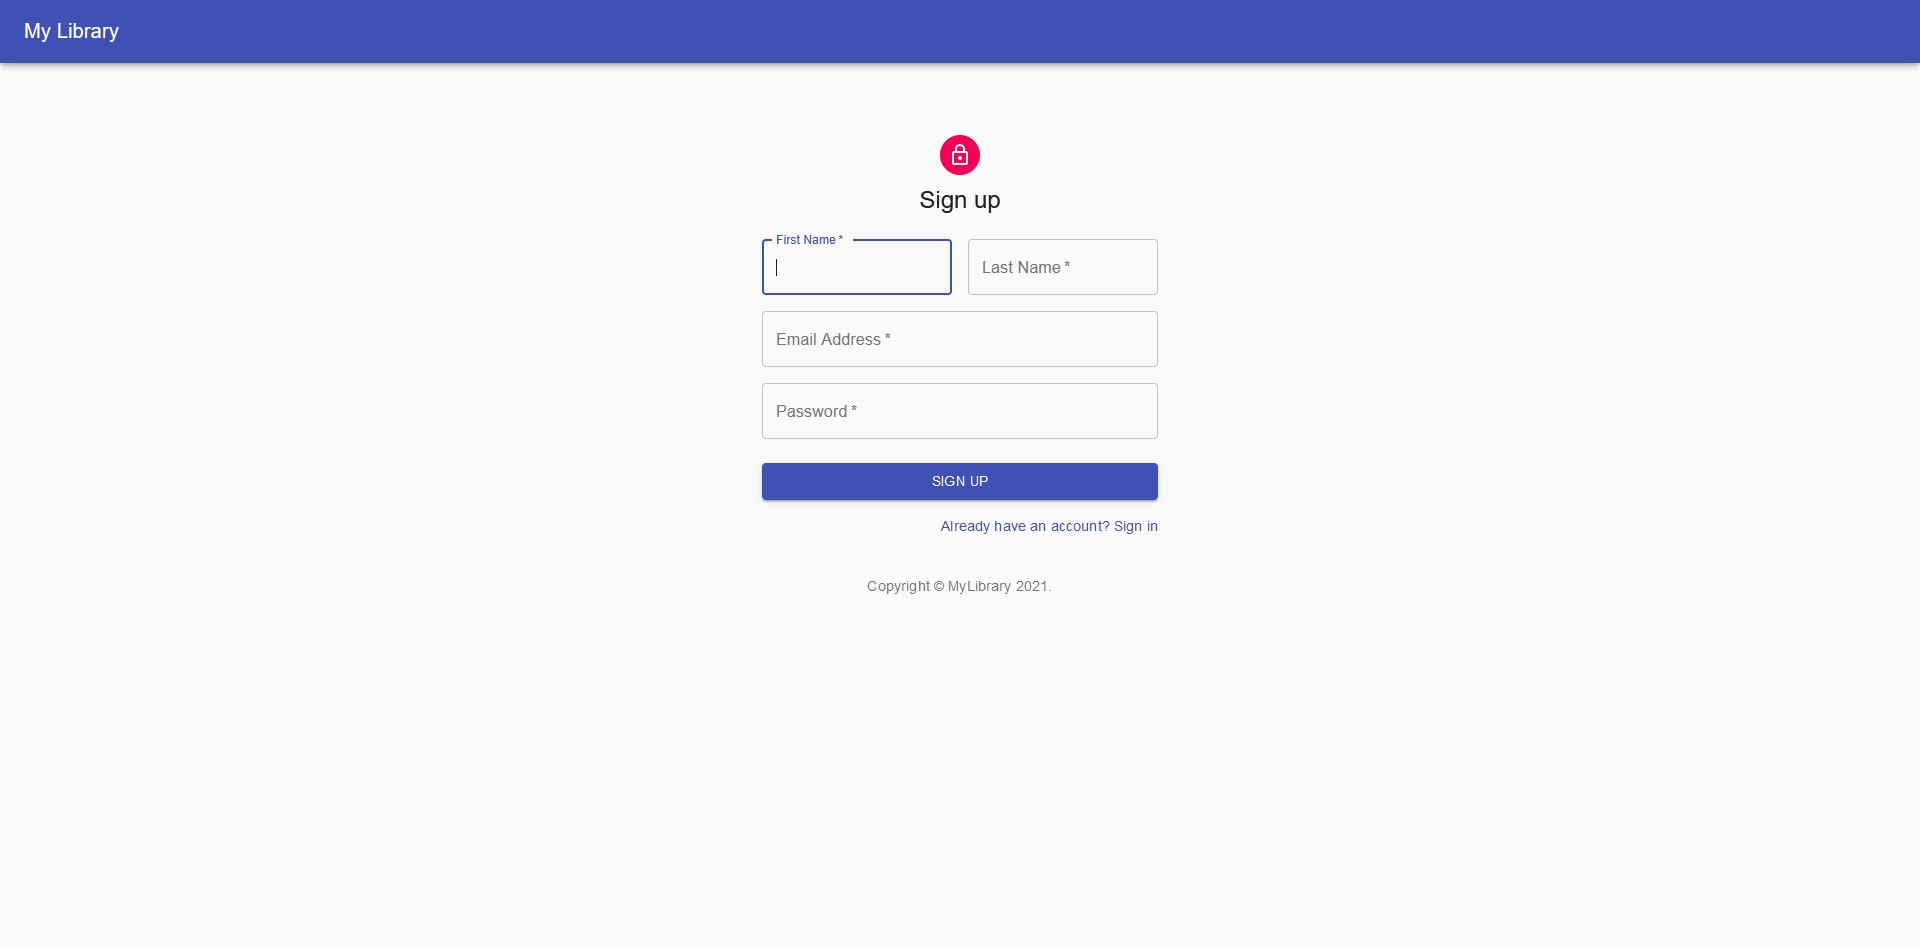 My Library
Sign up
First Name *
Last Name *
Email Address *
Password *
SIGN UP
Already have an account? Sign in
Copyright © MyLibrary 2021.